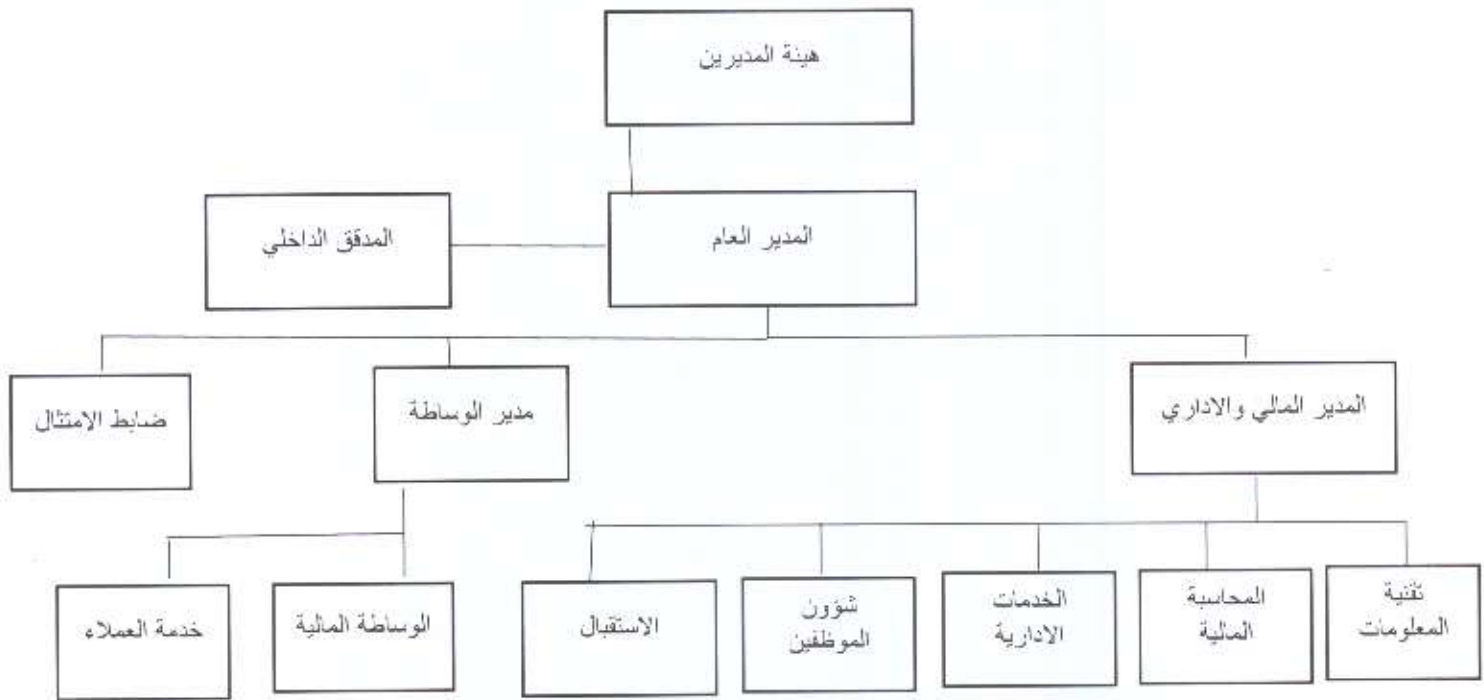 هيئة المديرين
المدير العام
المدقق الداخلي
المدير المالي والاداري
مدير الوساطة
ضابط الامتثال
تقنية
المعلومات
المحاسبة
المالية
الخدمات
الادارية
شؤون
الموظفين
الاستقبال
الوساطة المالية
خدمة العملاء